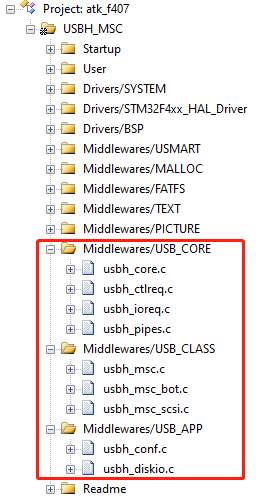 Project: atk_f407
USBH_MSC
Startup
User
Drivers/SYSTEM
Drivers/STM32F4xx_HAL_Driver
Drivers/BSP
Middlewares/USMART
Middlewares/MALLOC
Middlewares/FATFS
Middlewares/TEXT
Middlewares/PICTURE
Middlewares/USB_CORE
usbh_core.c
usbh_ctlreq.c
usbh_ioreq.c
usbh_pipes.c
Middlewares/USB_CLASS
usbh_msc.c
usbh_msc_bot.c
usbh_msc_scsi.c
Middlewares/USB_APP
usbh_conf.c
usbh_diskio.c
Readme